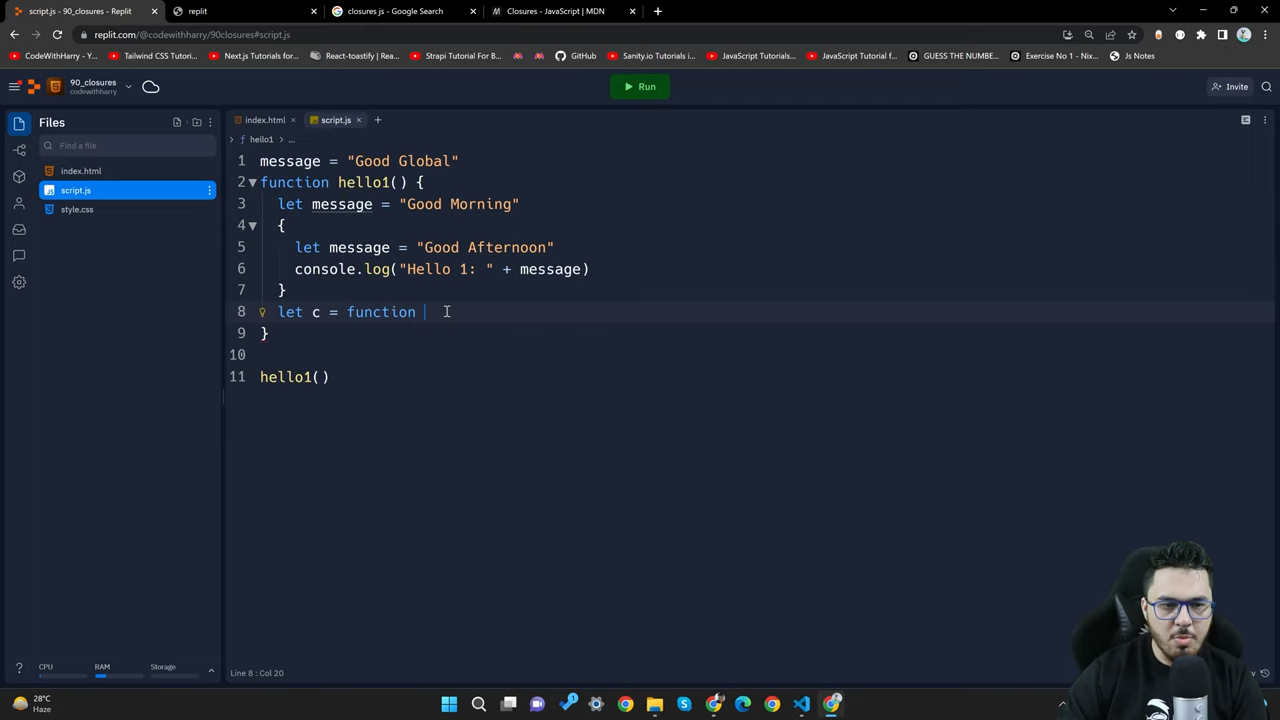 script.js - 90_closures - Replit
replit
closures js - Google Search
Closures - JavaScript | MDN
replit.com/@codewithharry/90closures#script.js
CodeWithHarry - Y...
Tailwind CSS Tutori...
Next.js Tutorials
React-toastify | Re...
Strapi Tutorial For B...
GitHub
Sanity.io Tutorials i...
JavaScript Tutorials...
JavaScript Tutorial f...
GUESS THE NUMBE...
Exercise No 1 - Nix...
Js Notes
90_closures
codewithharry
Run
Invite
Files
index.html
script.js
Find a file
hello1 > ...
index.html
script.js
style.css
1 message = "Good Global"
2 function hello1() {
3 let message = "Good Morning"
4 {
5 let message = "Good Afternoon"
6 console.log("Hello 1: " + message)
7 }
8 let c = function
9 }
10
11 hello1()
CPU
RAM
Storage
Line 8 : Col 20
28°C
Haze